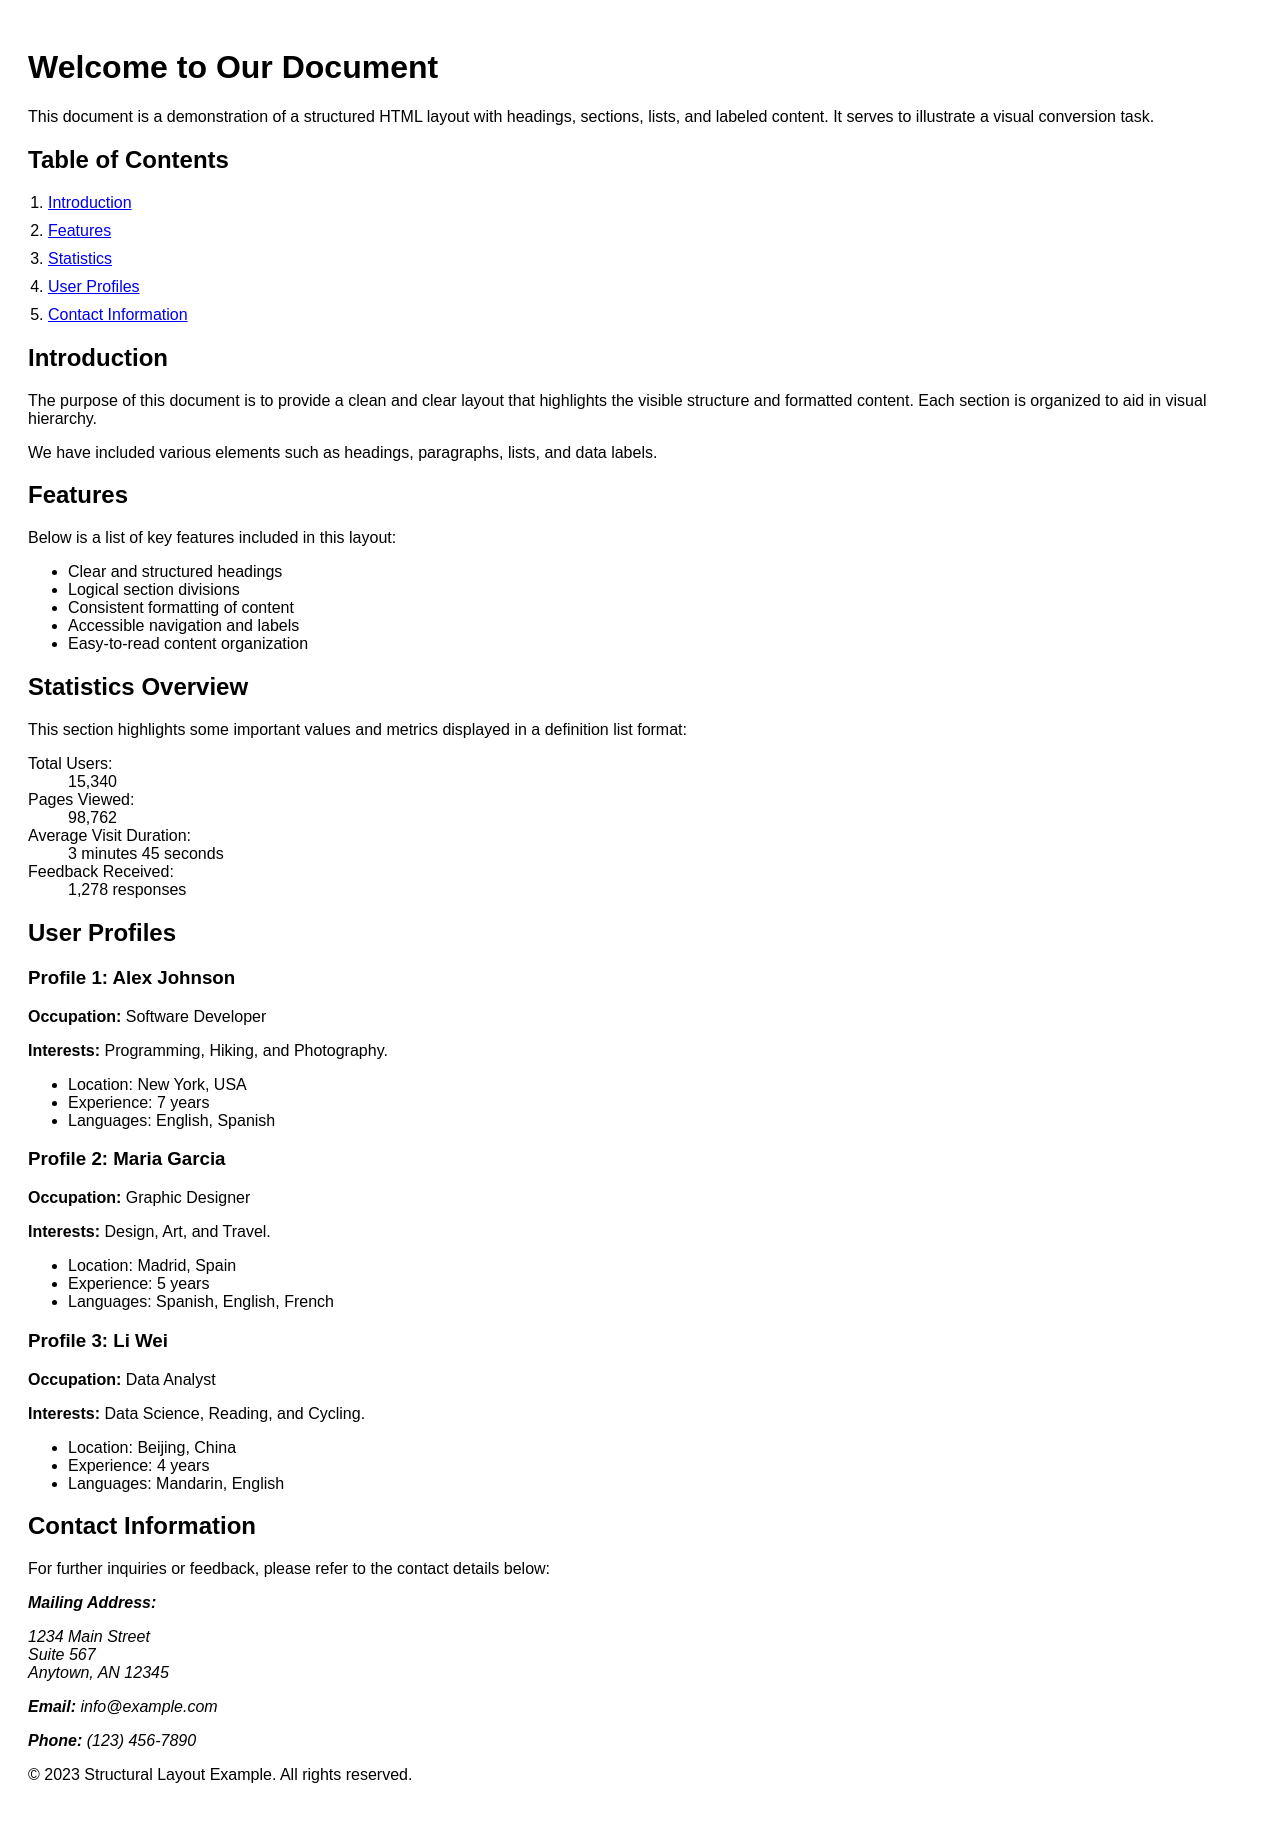 Welcome to Our Document
This document is a demonstration of a structured HTML layout with headings, sections, lists, and labeled content. It serves to illustrate a visual conversion task.
Table of Contents
1. Introduction
2. Features
3. Statistics
4. User Profiles
5. Contact Information
Introduction
The purpose of this document is to provide a clean and clear layout that highlights the visible structure and formatted content. Each section is organized to aid in visual
hierarchy.
We have included various elements such as headings, paragraphs, lists, and data labels.
Features
Below is a list of key features included in this layout:
• Clear and structured headings
• Logical section divisions
• Consistent formatting of content
• Accessible navigation and labels
• Easy-to-read content organization
Statistics Overview
This section highlights some important values and metrics displayed in a definition list format:
Total Users:
15,340
Pages Viewed:
98,762
Average Visit Duration:
3 minutes 45 seconds
Feedback Received:
1,278 responses
User Profiles
Profile 1: Alex Johnson
Occupation: Software Developer
Interests: Programming, Hiking, and Photography.
• Location: New York, USA
• Experience: 7 years
• Languages: English, Spanish
Profile 2: Maria Garcia
Occupation: Graphic Designer
Interests: Design, Art, and Travel.
• Location: Madrid, Spain
• Experience: 5 years
• Languages: Spanish, English, French
Profile 3: Li Wei
Occupation: Data Analyst
Interests: Data Science, Reading, and Cycling.
• Location: Beijing, China
• Experience: 4 years
• Languages: Mandarin, English
Contact Information
For further inquiries or feedback, please refer to the contact details below:
Mailing Address:
1234 Main Street
Suite 567
Anytown, AN 12345
Email: info@example.com
Phone: (123) 456-7890
© 2023 Structural Layout Example. All rights reserved.